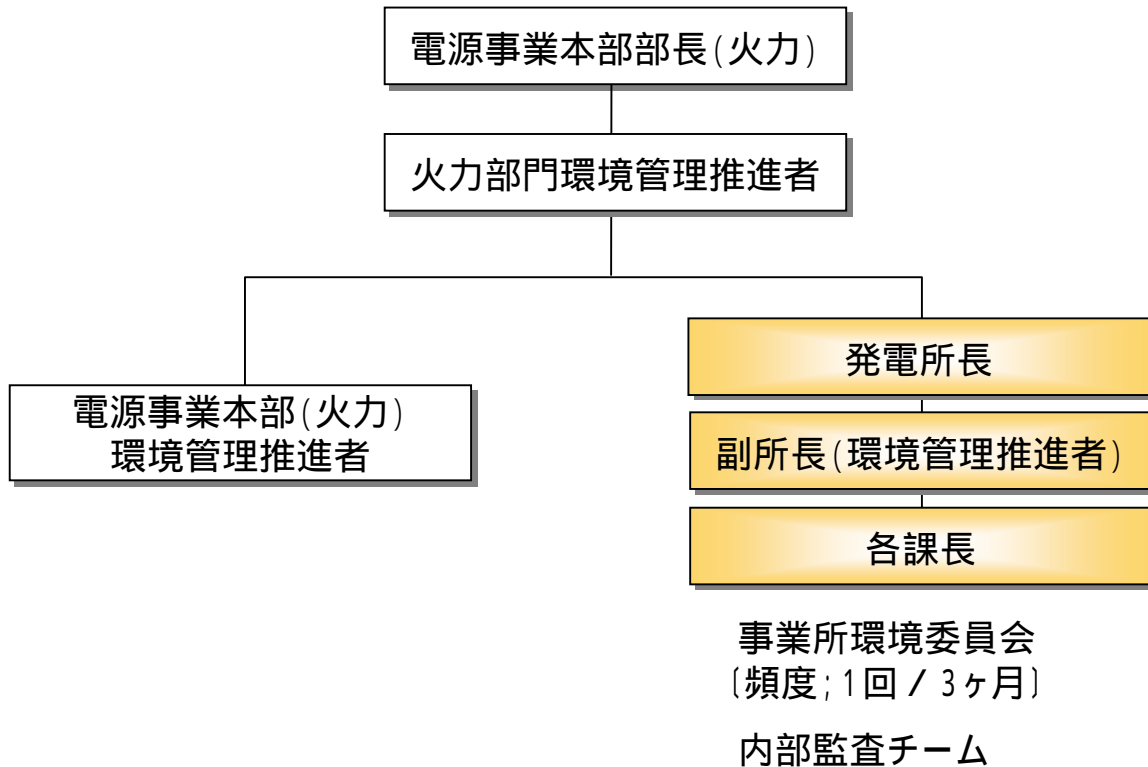 電源事業本部部長(火力)
火力部門環境管理推進者
電源事業本部(火力)
環境管理推進者
発電所長
副所長(環境管理推進者)
各課長
事業所環境委員会
〔頻度;1回/3ヶ月〕
内部監査チーム